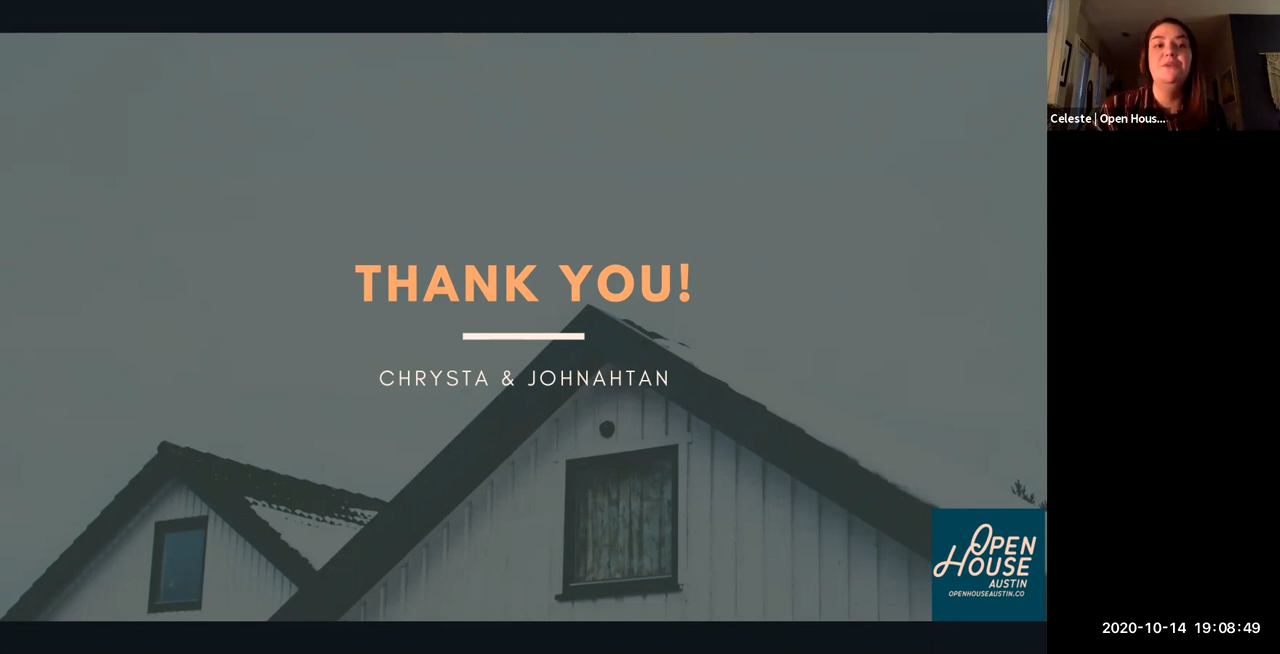 THANK YOU!
CHRYSTA & JOHNAHTAN
OPEN
HOUSE
AUSTIN
OPENHOUSEAUSTIN.CO
Celeste | Open Hous...
2020-10-14 19:08:49